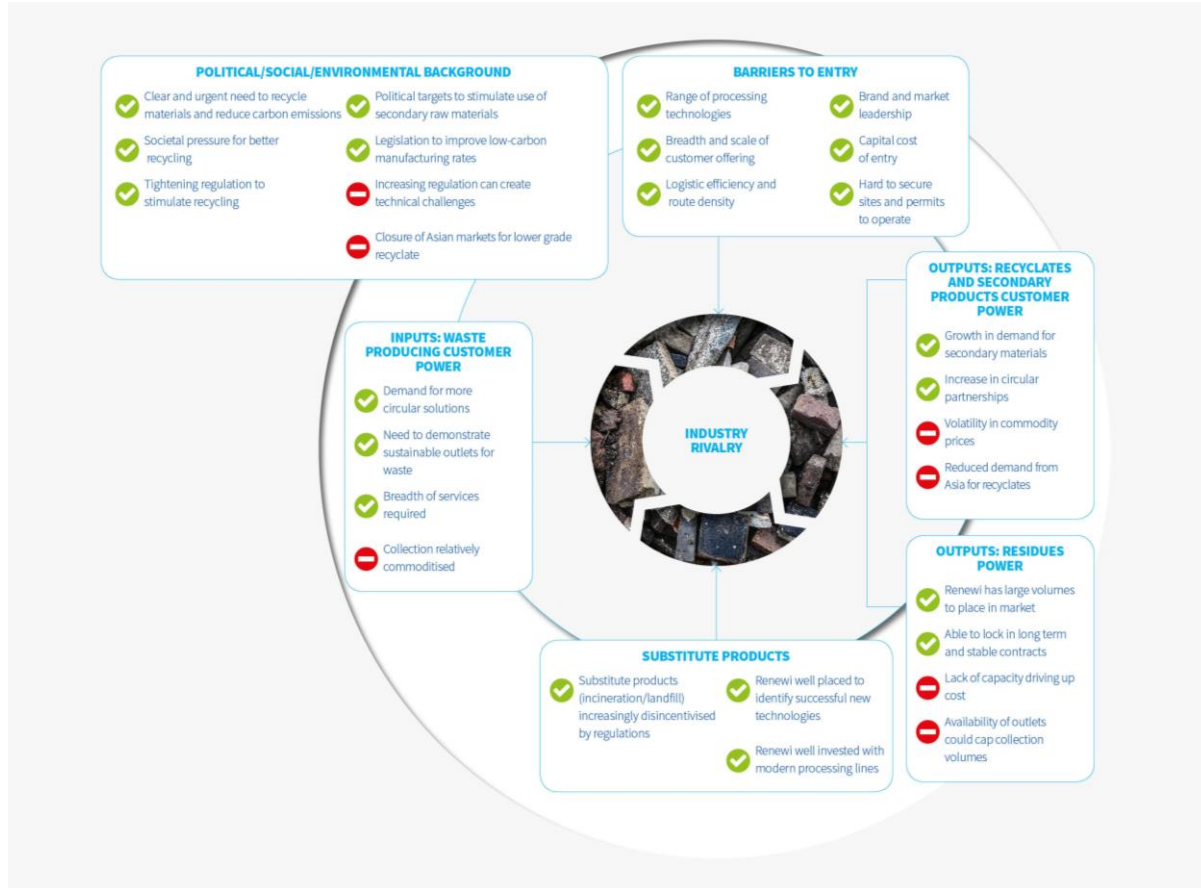 POLITICAL/SOCIAL/ENVIRONMENTAL BACKGROUND
Clear and urgent need to recycle
materials and reduce carbon emissions
Societal pressure for better
recycling
Tightening regulation to
stimulate recycling
Political targets to stimulate use of
secondary raw materials
Legislation to improve low-carbon
manufacturing rates
Increasing regulation can create
technical challenges
Closure of Asian markets for lower grade
recyclate
BARRIERS TO ENTRY
Range of processing
technologies
Breadth and scale of
customer offering
Logistic efficiency and
route density
Brand and market
leadership
Capital cost
of entry
Hard to secure
sites and permits
to operate
INPUTS: WASTE
PRODUCING CUSTOMER
POWER
Demand for more
circular solutions
Need to demonstrate
sustainable outlets for
waste
Breadth of services
required
Collection relatively
commoditised
INDUSTRY
RIVALRY
OUTPUTS: RECYCLATES
AND SECONDARY
PRODUCTS CUSTOMER
POWER
Growth in demand for
secondary materials
Increase in circular
partnerships
Volatility in commodity
prices
Reduced demand from
Asia for recyclates
OUTPUTS: RESIDUES
POWER
Renewi has large volumes
to place in market
Able to lock in long term
and stable contracts
Lack of capacity driving up
cost
Availability of outlets
could cap collection
volumes
SUBSTITUTE PRODUCTS
Substitute products
(incineration/landfill)
increasingly disincentivised
by regulations
Renewi well placed to
identify successful new
technologies
Renewi well invested with
modern processing lines